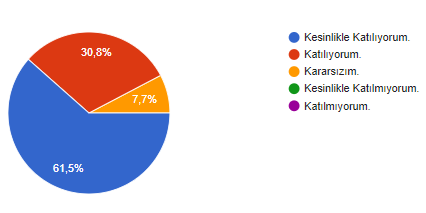 30,8%
7,7%
61,5%
Kesinlikle Katılıyorum.
Katılıyorum.
Kararsızım.
Kesinlikle Katılmıyorum.
Katılmıyorum.